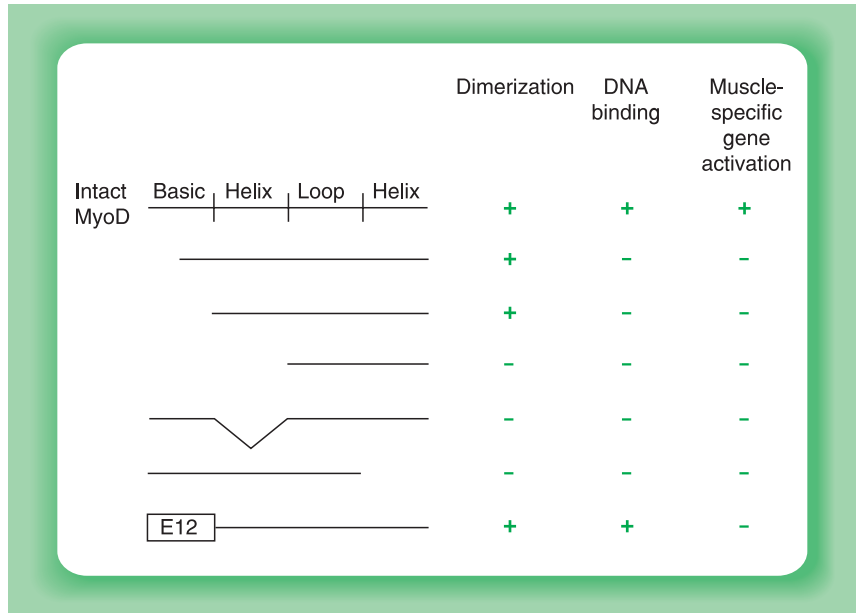 Dimerization DNA Muscle-
binding specific
gene
activation
Intact Basic Helix Loop Helix
MyoD + + +
+ – –
+ – –
– – –
– – –
– – –
E12 + + –